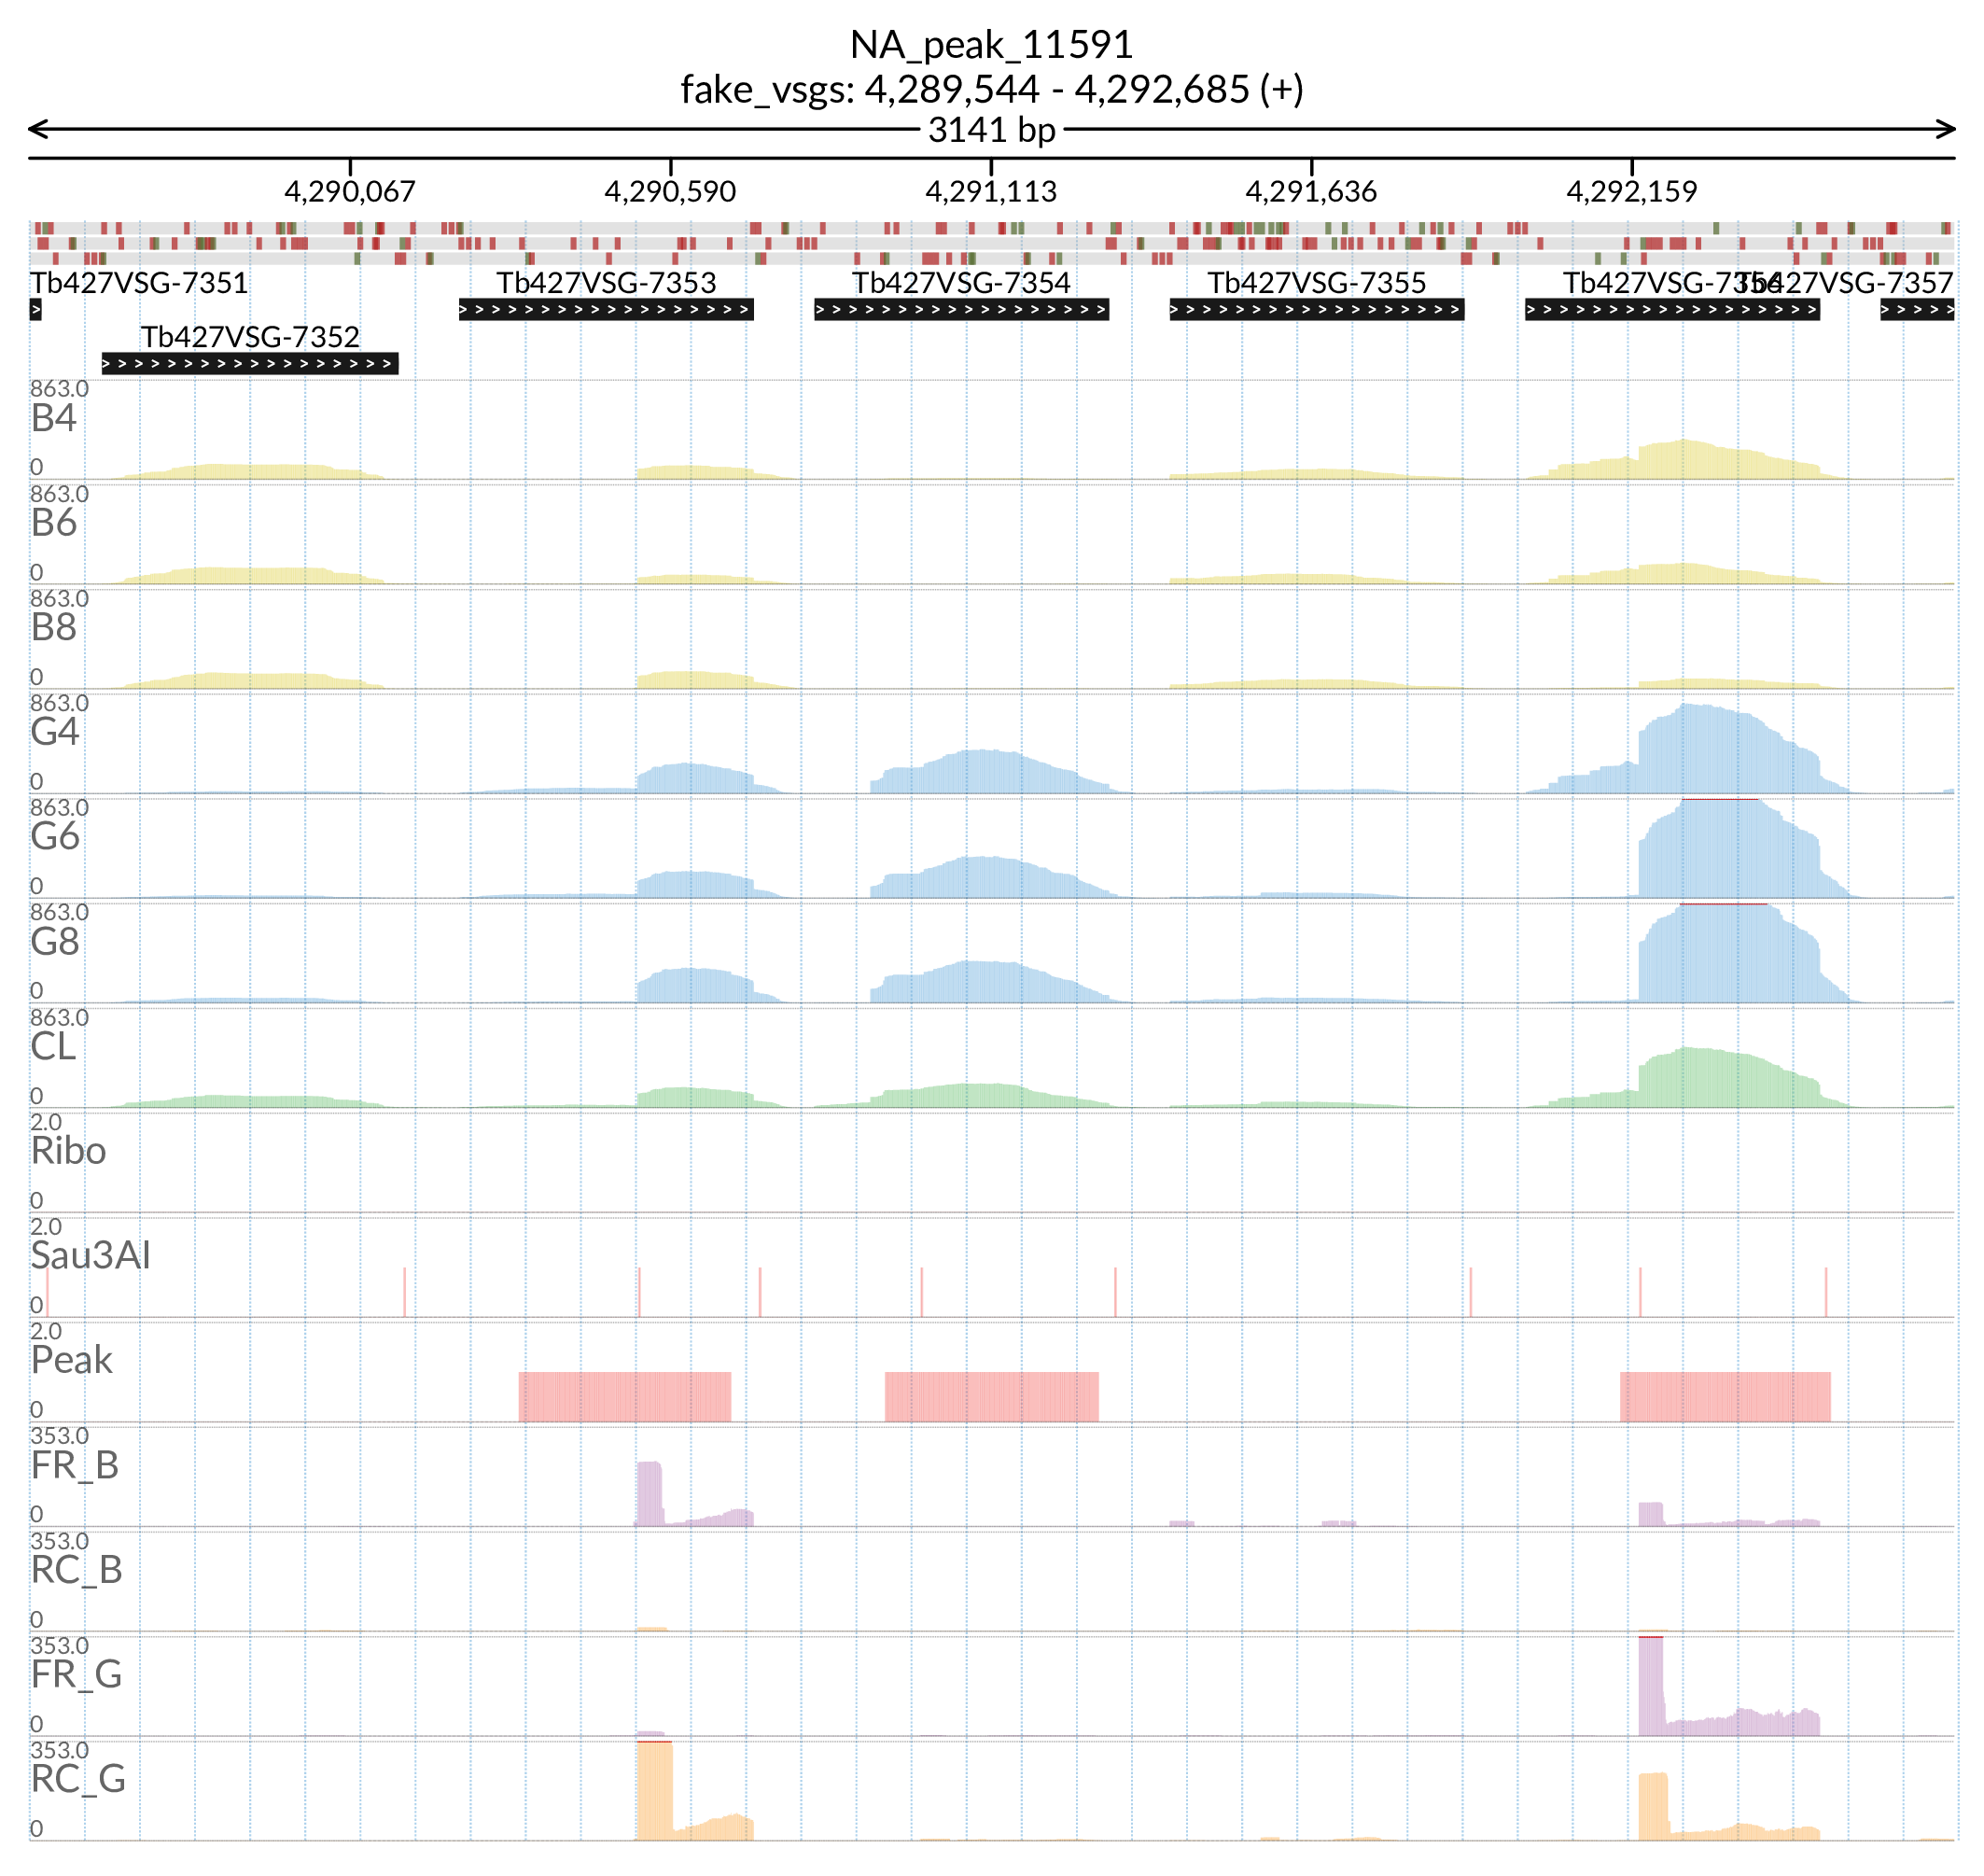 NA_peak_11591
fake_vsgs: 4,289,544 - 4,292,685 (+)
3141 bp
4,290,067 4,290,590 4,291,113 4,291,636 4,292,159
Tb427VSG-7351 Tb427VSG-7353 Tb427VSG-7354 Tb427VSG-7355 Tb427VSG-7356 Tb427VSG-7357
Tb427VSG-7352
863.0
B4
0
863.0
B6
0
863.0
B8
0
863.0
G4
0
863.0
G6
0
863.0
G8
0
863.0
CL
0
2.0
Ribo
0
2.0
Sau3AI
0
2.0
Peak
0
353.0
FR_B
0
353.0
RC_B
0
353.0
FR_G
0
353.0
RC_G
0